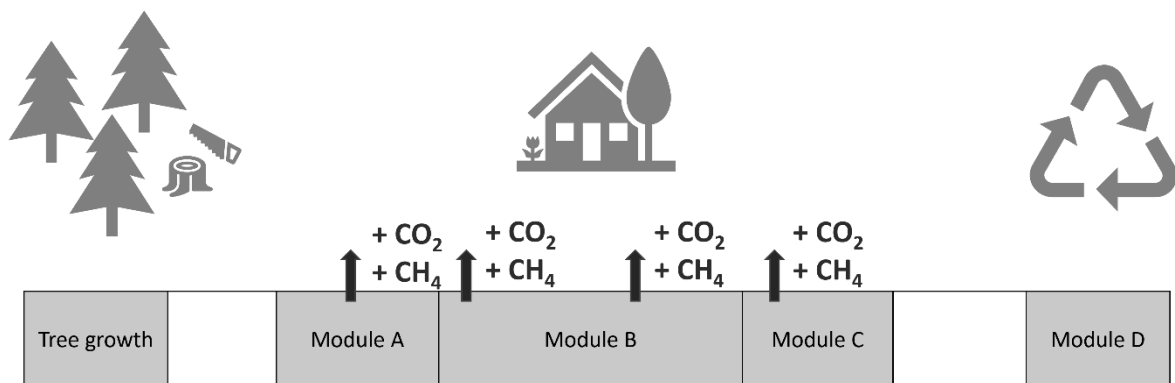 + CO₂ + CO₂ + CO₂ + CO₂
+ CH₄ + CH₄ + CH₄ + CH₄
Tree growth Module A Module B Module C Module D